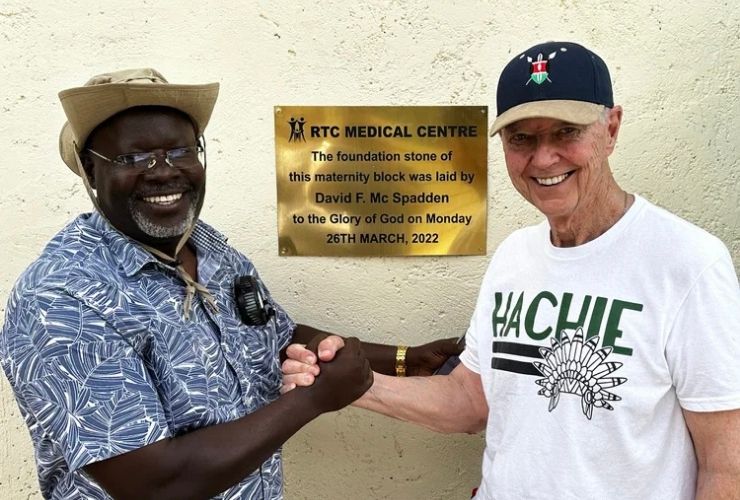 RTC MEDICAL CENTRE
The foundation stone of
this maternity block was laid by
David F. Mc Spadden
to the Glory of God on Monday
26TH MARCH, 2022
HACHIE